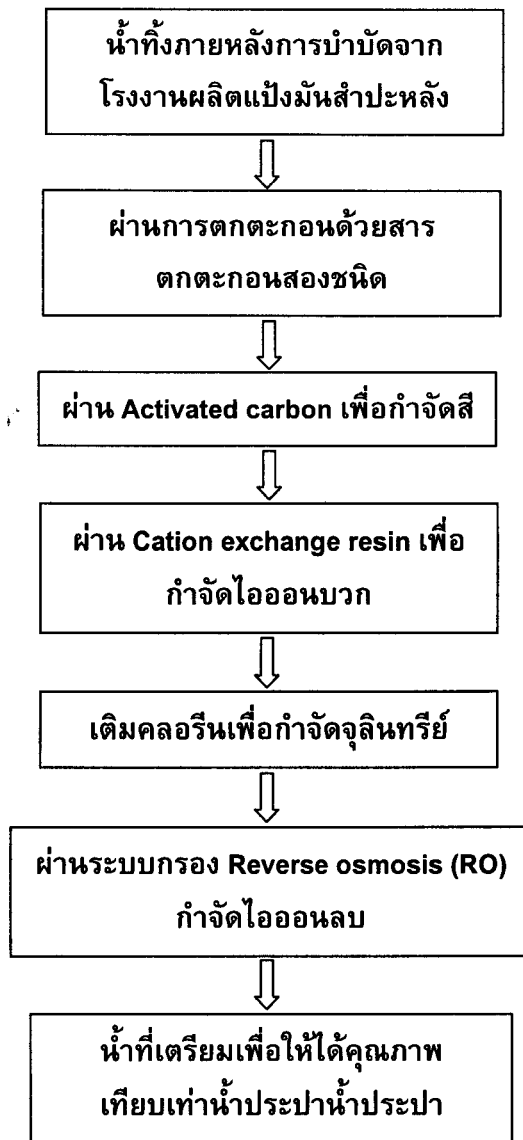 น้ำทิ้งภายหลังการบำบัดจาก
โรงงานผลิตแป้งมันสำปะหลัง
ผ่านการตกตะกอนด้วยสาร
ตกตะกอนสองชนิด
ผ่าน Activated carbon เพื่อกำจัดสี
ผ่าน Cation exchange resin เพื่อ
กำจัดไอออนบวก
เติมคลอรีนเพื่อกำจัดจุลินทรีย์
ผ่านระบบกรอง Reverse osmosis (RO)
กำจัดไอออนลบ
น้ำที่เตรียมเพื่อให้ได้คุณภาพ
เทียบเท่าน้ำประปาน้ำประปา